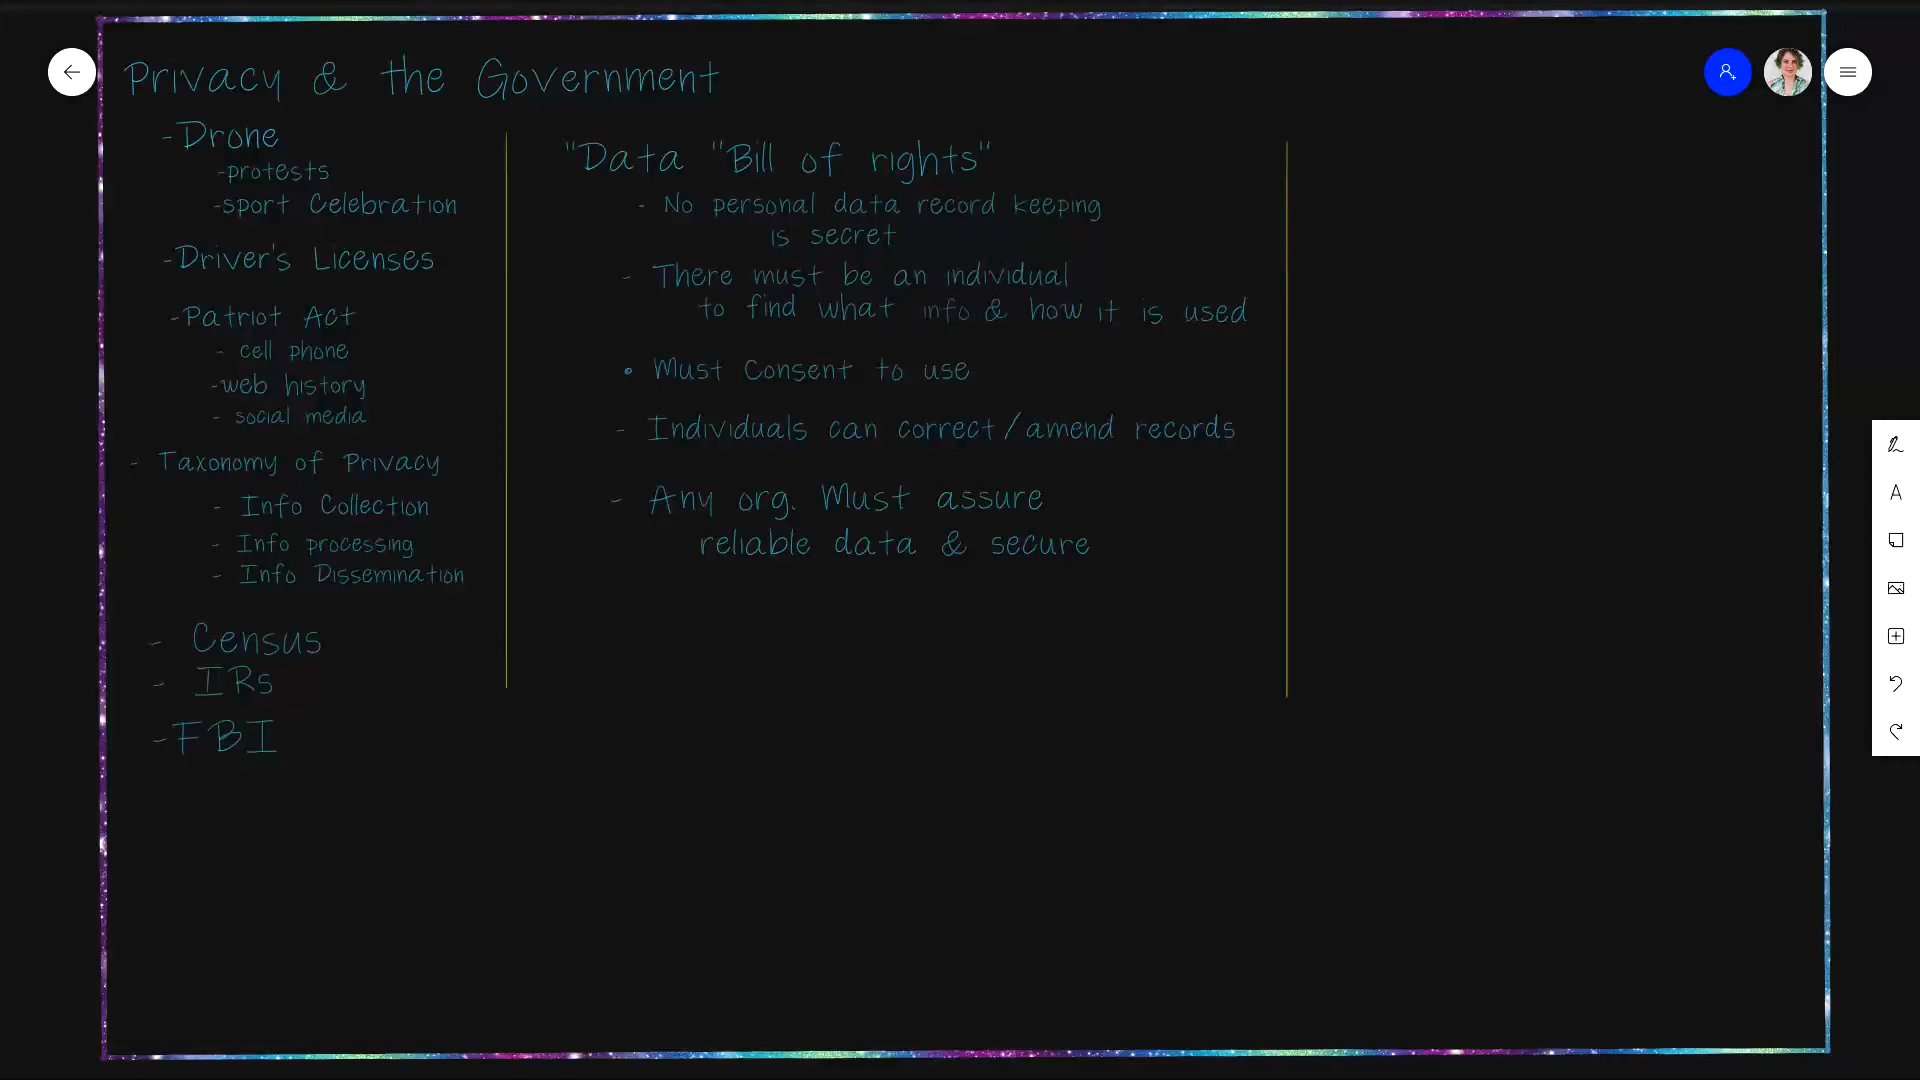 Privacy & the Government
-Drone
-protests
-sport Celebration
-Driver's Licenses
-Patriot Act
- cell phone
-web history
- social media
- Taxonomy of Privacy
- Info Collection
- Info processing
- Info Dissemination
- Census
- IRs
-FBI
"Data "Bill of rights"
- No personal data record keeping
is secret
- There must be an individual
to find what info & how it is used
• Must Consent to use
- Individuals can correct/amend records
- Any org. Must assure
reliable data & secure
A